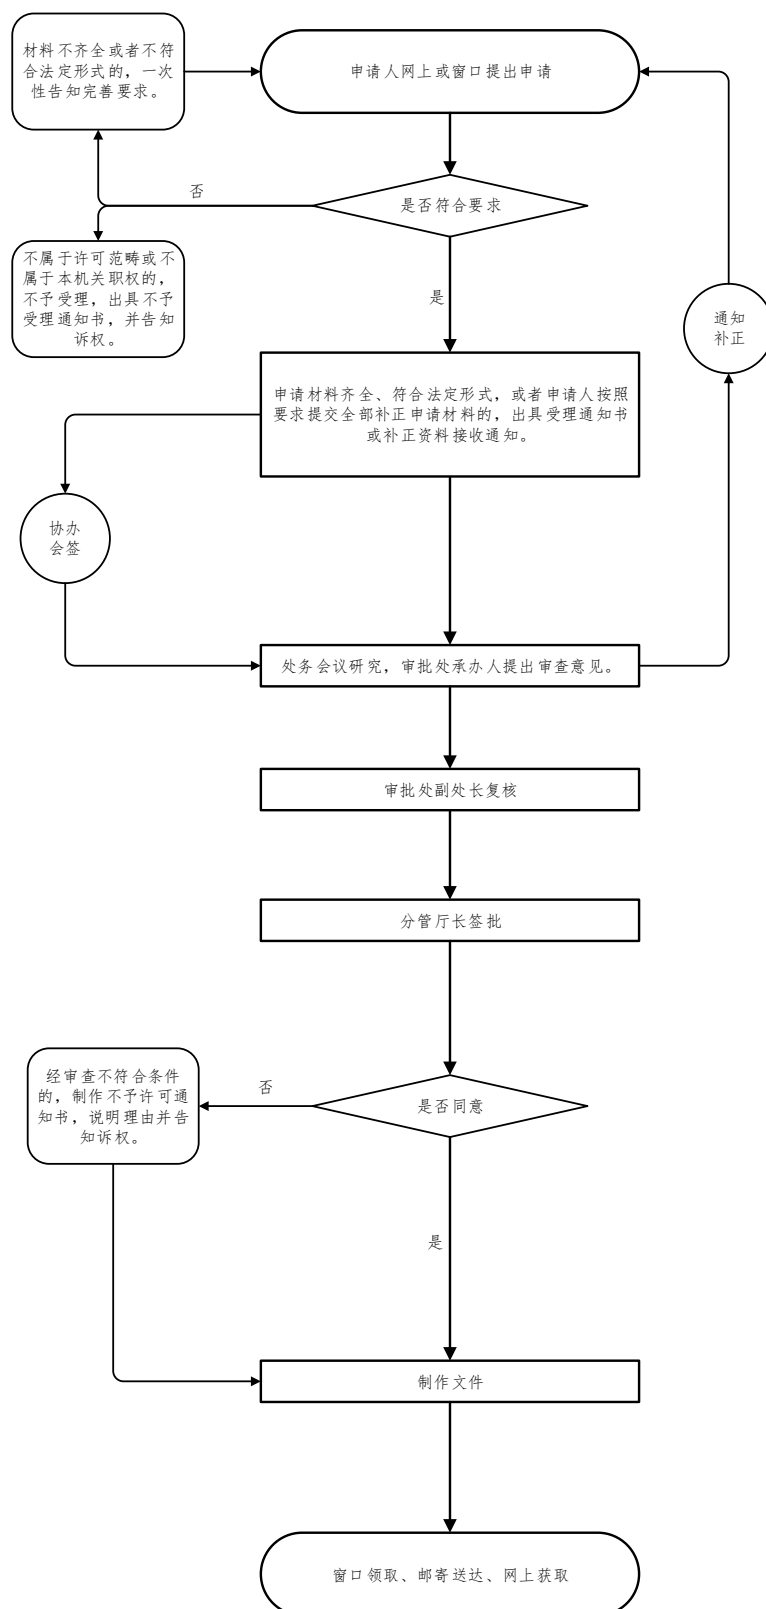 材料不齐全或者不符
合法定形式的，一次
性告知完善要求。
申请人网上或窗口提出申请
否
是否符合要求
不属于许可范畴或不
属于本机关职权的，
不予受理，出具不予
受理通知书，并告知
诉权。
是
通知
补正
申请材料齐全、符合法定形式，或者申请人按照
要求提交全部补正申请材料的，出具受理通知书
或补正资料接收通知。
协办
会签
处务会议研究，审批处承办人提出审查意见。
审批处副处长复核
分管厅长签批
经审查不符合条件
的，制作不予许可通
知书，说明理由并告
知诉权。
否
是否同意
是
制作文件
窗口领取、邮寄送达、网上获取